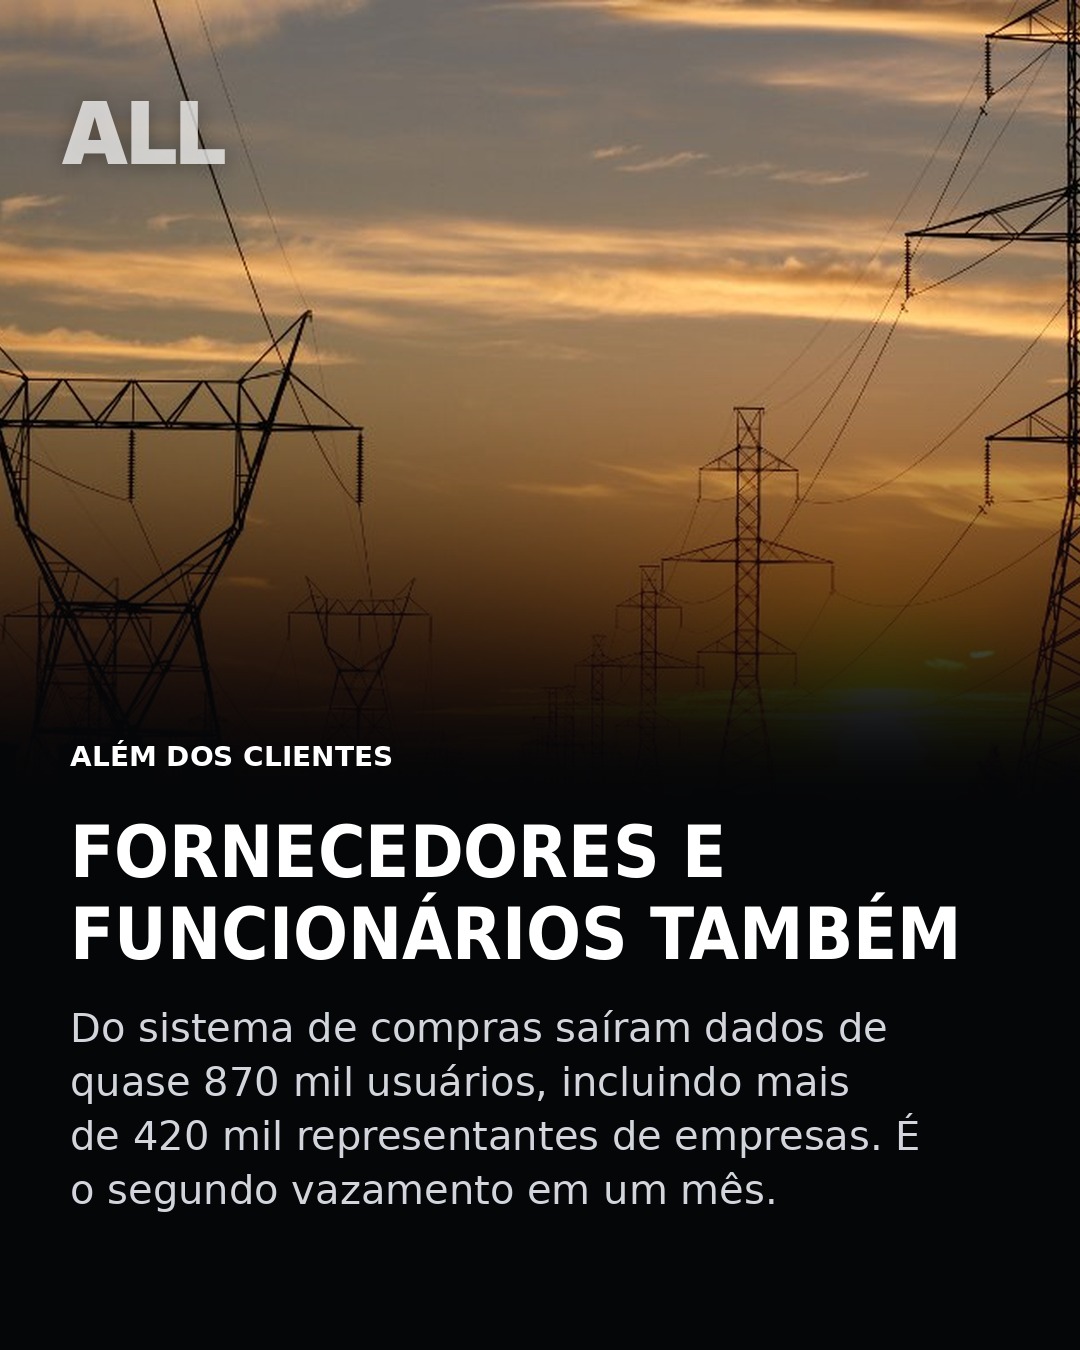 ALL
ALÉM DOS CLIENTES
FORNECEDORES E
FUNCIONÁRIOS TAMBÉM
Do sistema de compras saíram dados de
quase 870 mil usuários, incluindo mais
de 420 mil representantes de empresas. É
o segundo vazamento em um mês.